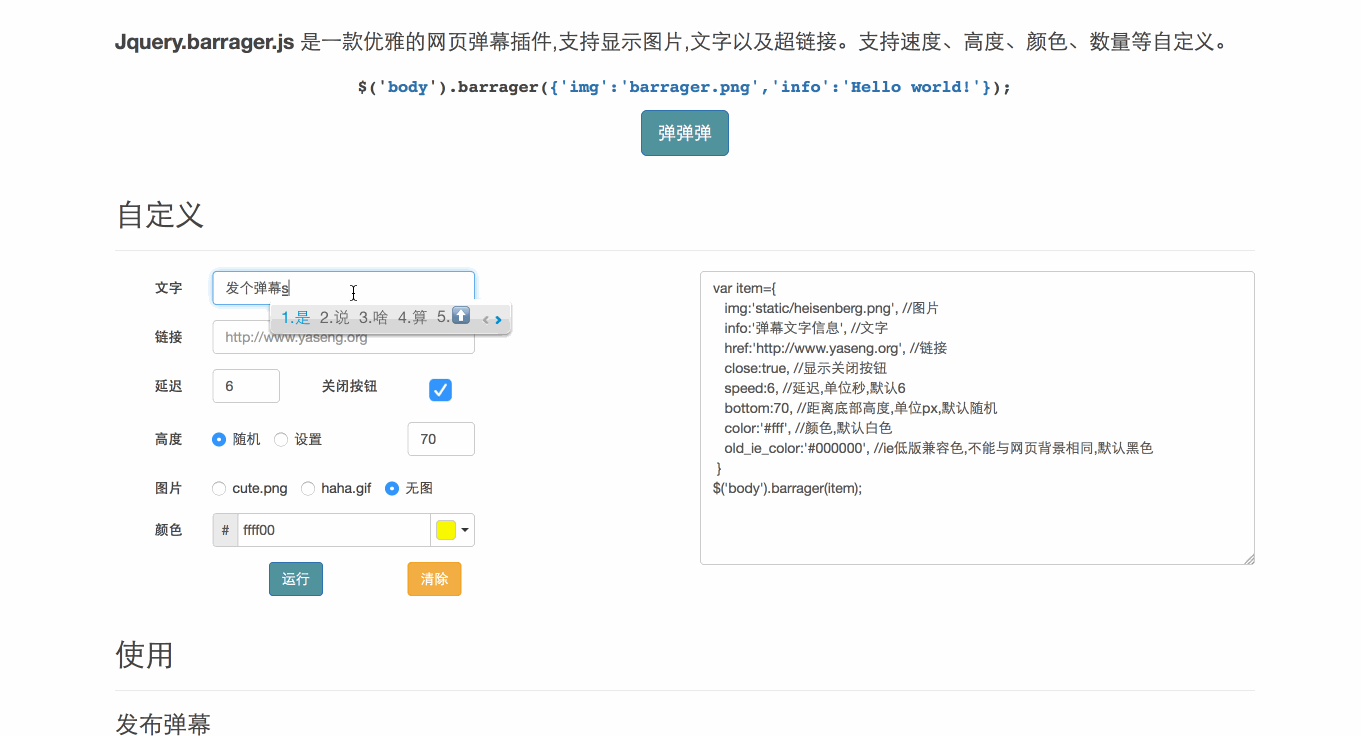 Jquery.barrager.js 是一款优雅的网页弹幕插件,支持显示图片,文字以及超链接。支持速度、高度、颜色、数量等自定义。
$('body').barrager({'img':'barrager.png','info':'Hello world!'});
弹弹弹
自定义
文字 发个弹幕s
1.是 2.说 3.啥 4.算 5.
链接 http://www.yaseng.org
延迟 6 关闭按钮
高度 随机 设置 70
图片 cute.png haha.gif 无图
颜色 # ffff00
运行 清除
var item={
img:'static/heisenberg.png', //图片
info:'弹幕文字信息', //文字
href:'http://www.yaseng.org', //链接
close:true, //显示关闭按钮
speed:6, //延迟,单位秒,默认6
bottom:70, //距离底部高度,单位px,默认随机
color:'#fff', //颜色,默认白色
old_ie_color:'#000000', //ie低版兼容色,不能与网页背景相同,默认黑色
}
$('body').barrager(item);
使用
发布弹幕